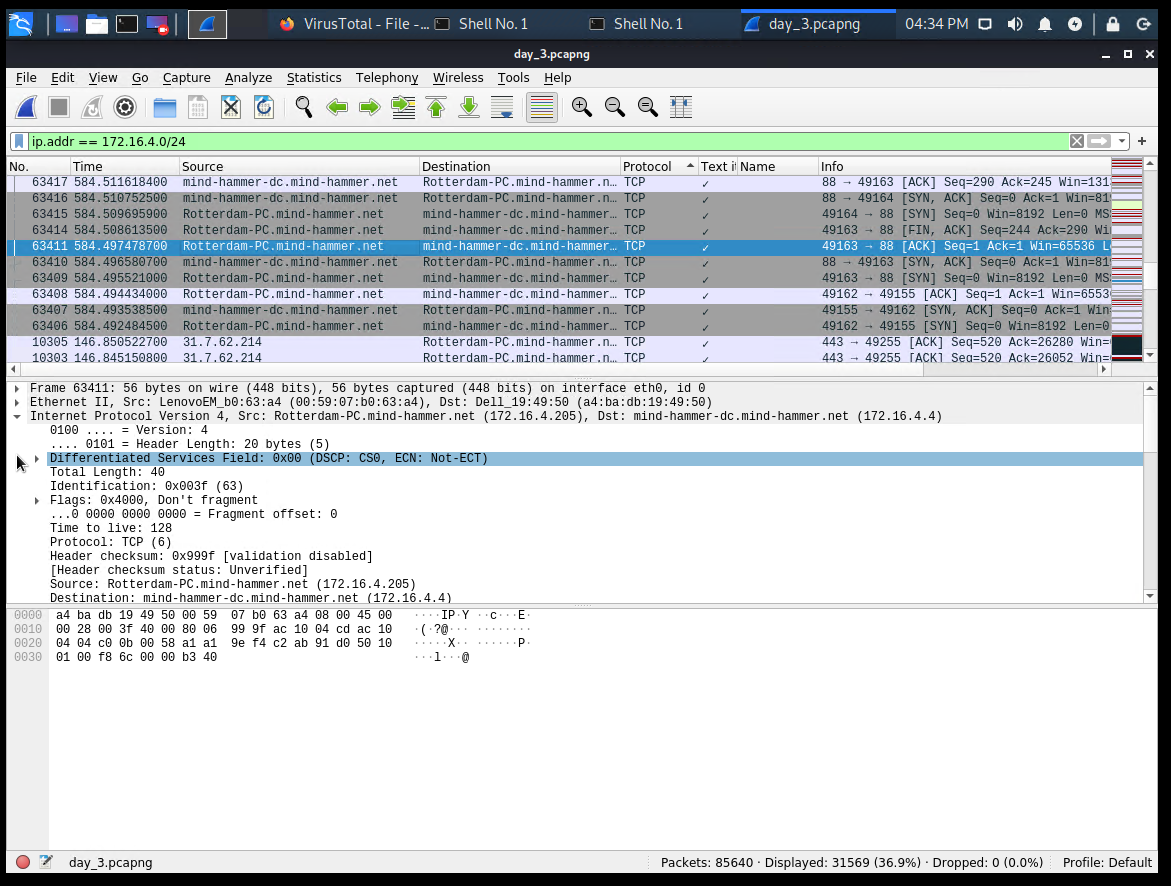 VirusTotal - File -... Shell No. 1 Shell No. 1 day_3.pcapng 04:34 PM
day_3.pcapng
File Edit View Go Capture Analyze Statistics Telephony Wireless Tools Help
ip.addr == 172.16.4.0/24
No. Time Source Destination Protocol Text it Name Info
63417 584.511618400 mind-hammer-dc.mind-hammer.net Rotterdam-PC.mind-hammer.n… TCP ✓ 88 → 49163 [ACK] Seq=290 Ack=245 Win=131
63416 584.510752500 mind-hammer-dc.mind-hammer.net Rotterdam-PC.mind-hammer.n… TCP ✓ 88 → 49164 [SYN, ACK] Seq=0 Ack=1 Win=81
63415 584.509695900 Rotterdam-PC.mind-hammer.net mind-hammer-dc.mind-hammer… TCP ✓ 49164 → 88 [SYN] Seq=0 Win=8192 Len=0 MS
63414 584.508613500 Rotterdam-PC.mind-hammer.net mind-hammer-dc.mind-hammer… TCP ✓ 49163 → 88 [FIN, ACK] Seq=244 Ack=290 Wi
63411 584.497478700 Rotterdam-PC.mind-hammer.net mind-hammer-dc.mind-hammer… TCP ✓ 49163 → 88 [ACK] Seq=1 Ack=1 Win=65536 L
63410 584.496580700 mind-hammer-dc.mind-hammer.net Rotterdam-PC.mind-hammer.n… TCP ✓ 88 → 49163 [SYN, ACK] Seq=0 Ack=1 Win=81
63409 584.495521000 Rotterdam-PC.mind-hammer.net mind-hammer-dc.mind-hammer… TCP ✓ 49163 → 88 [SYN] Seq=0 Win=8192 Len=0 MS
63408 584.494434000 Rotterdam-PC.mind-hammer.net mind-hammer-dc.mind-hammer… TCP ✓ 49162 → 49155 [ACK] Seq=1 Ack=1 Win=6553
63407 584.493538500 mind-hammer-dc.mind-hammer.net Rotterdam-PC.mind-hammer.n… TCP ✓ 49155 → 49162 [SYN, ACK] Seq=0 Ack=1 Win
63406 584.492484500 Rotterdam-PC.mind-hammer.net mind-hammer-dc.mind-hammer… TCP ✓ 49162 → 49155 [SYN] Seq=0 Win=8192 Len=0
10305 146.850522700 31.7.62.214 Rotterdam-PC.mind-hammer.n… TCP ✓ 443 → 49255 [ACK] Seq=520 Ack=26280 Win=
10303 146.845150800 31.7.62.214 Rotterdam-PC.mind-hammer.n… TCP ✓ 443 → 49255 [ACK] Seq=520 Ack=26052 Win=
Frame 63411: 56 bytes on wire (448 bits), 56 bytes captured (448 bits) on interface eth0, id 0
Ethernet II, Src: LenovoEM_b0:63:a4 (00:59:07:b0:63:a4), Dst: Dell_19:49:50 (a4:ba:db:19:49:50)
Internet Protocol Version 4, Src: Rotterdam-PC.mind-hammer.net (172.16.4.205), Dst: mind-hammer-dc.mind-hammer.net (172.16.4.4)
0100 .... = Version: 4
.... 0101 = Header Length: 20 bytes (5)
Differentiated Services Field: 0x00 (DSCP: CS0, ECN: Not-ECT)
Total Length: 40
Identification: 0x003f (63)
Flags: 0x4000, Don't fragment
...0 0000 0000 0000 = Fragment offset: 0
Time to live: 128
Protocol: TCP (6)
Header checksum: 0x999f [validation disabled]
[Header checksum status: Unverified]
Source: Rotterdam-PC.mind-hammer.net (172.16.4.205)
Destination: mind-hammer-dc.mind-hammer.net (172.16.4.4)
0000 a4 ba db 19 49 50 00 59 07 b0 63 a4 08 00 45 00 ····IP·Y ··c···E·
0010 00 28 00 3f 40 00 80 06 99 9f ac 10 04 cd ac 10 ·(·?@··· ········
0020 04 04 c0 0b 00 58 a1 a1 9e f4 c2 ab 91 d0 50 10 ·····X·· ······P·
0030 01 00 f8 6c 00 00 b3 40 ···l···@
day_3.pcapng Packets: 85640 · Displayed: 31569 (36.9%) · Dropped: 0 (0.0%) Profile: Default